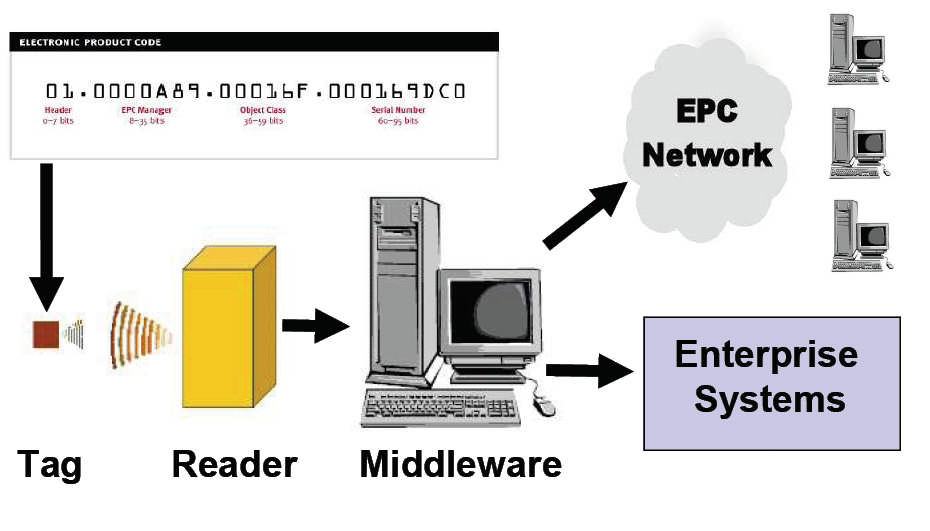 ELECTRONIC PRODUCT CODE
01.0000A89.00016F.000169DC0
Header EPC Manager Object Class Serial Number
0–7 bits 8–35 bits 36–59 bits 60–95 bits
EPC
Network
Enterprise
Systems
Tag Reader Middleware